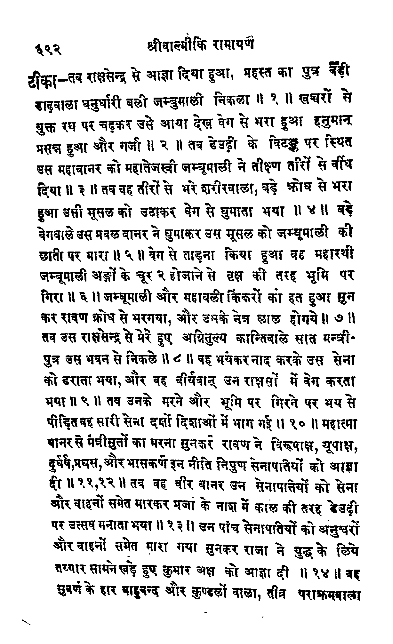 ६९२ श्रीवाल्मीकि रामायण
टीका—तब राक्षसेन्द्र से आज्ञा दिया हुआ, प्रहस्त का पुत्र बड़ी
दाढ़वाला धनुर्धारी बली जम्बुमाली निकला ॥ १ ॥ खच्चरों से
युक्त रथ पर चढ़कर उसे आया देख वेग से भरा हुआ हनुमान
प्रसन्न हुआ और गर्जा ॥ २ ॥ तब डेउढ़ी के विटङ्क पर स्थित
उस महावानर को महातेजस्वी जम्बूमाली ने तीक्ष्ण तीरों से बींध
दिया ॥ ३ ॥ तब वह तीरों से भरे शरीरवाला, बड़े क्रोध से भरा
हुआ उसी मूसल को उठाकर वेग से घुमाता भया ॥ ४ ॥ बड़े
वेगवाले उस प्रबल वानर ने घुमाकर उस मूसल को जम्बूमाली की
छाती पर मारा ॥ ५ ॥ वेग से ताड़ना किया हुआ वह महारथी
जम्बूमाली अङ्गों के चूर २ होजाने से वृक्ष की तरह भूमि पर
गिरा ॥ ६ ॥ जम्बूमाली और महाबली किंकरों को हत हुआ सुन
कर रावण क्रोध से भरगया, और उसके नेत्र लाल होगये ॥ ७ ॥
तब उस राक्षसेन्द्र से प्रेरे हुए अग्नितुल्य कान्तिवाले सात मन्त्री-
पुत्र उस भवन से निकले ॥ ८ ॥ वह भयंकर नाद करके उस सेना
को डराता भया, और वह वीर्यवान् उन राक्षसों में वेग करता
भया ॥ ९ ॥ तब उनके मरने और भूमि पर गिरने पर भय से
पीड़ित वह सारी सेना दशों दिशाओं में भाग गई ॥ १० ॥ महात्मा
वानर से मंत्रीसुतों का मरना सुनकर रावण ने विरूपाक्ष, यूपाक्ष,
दुर्धर्ष, प्रघस, और भासकर्ण इन नीति निपुण सेनापतियों को आज्ञा
दी ॥ ११,१२ ॥ तब वह वीर वानर उन सेनापतियों को सेना
और वाहनों समेत मारकर प्रजा के नाश में काल की तरह डेउढ़ी
पर उत्सव मनाता भया ॥ १३ ॥ उन पांच सेनापतियों को अनुचरों
और वाहनों समेत मारा गया सुनकर राजा ने युद्ध के लिये
तय्यार सामने खड़े हुए कुमार अक्ष को आज्ञा दी ॥ १४ ॥ वह
सुवर्ण के हार बाहुबन्द और कुण्डलों वाला, तीव्र पराक्रमवाला